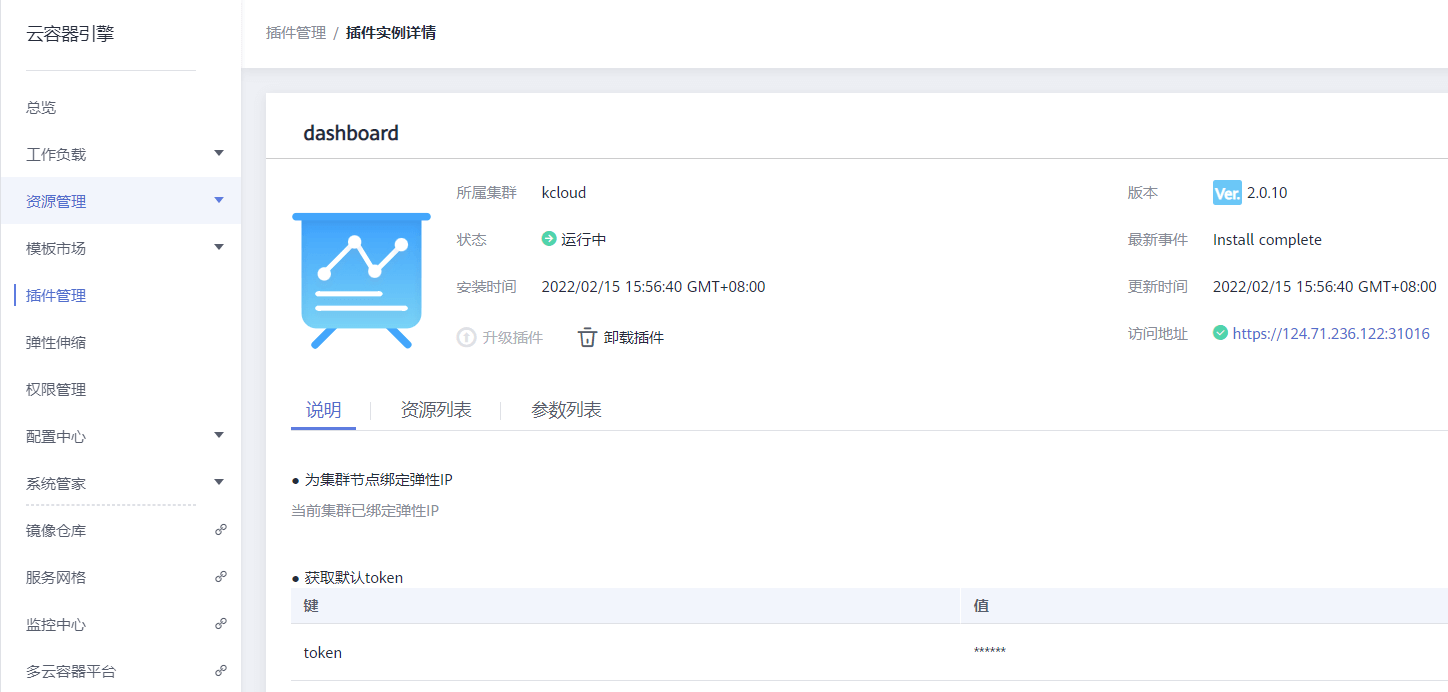 云容器引擎
总览
工作负载
资源管理
模板市场
插件管理
弹性伸缩
权限管理
配置中心
系统管家
镜像仓库
服务网格
监控中心
多云容器平台
插件管理 / 插件实例详情
dashboard
所属集群 kcloud
版本 Ver. 2.0.10
状态 运行中
最新事件 Install complete
安装时间 2022/02/15 15:56:40 GMT+08:00
更新时间 2022/02/15 15:56:40 GMT+08:00
升级插件 卸载插件
访问地址 https://124.71.236.122:31016
说明 资源列表 参数列表
● 为集群节点绑定弹性IP
当前集群已绑定弹性IP
● 获取默认token
键 值
token ******